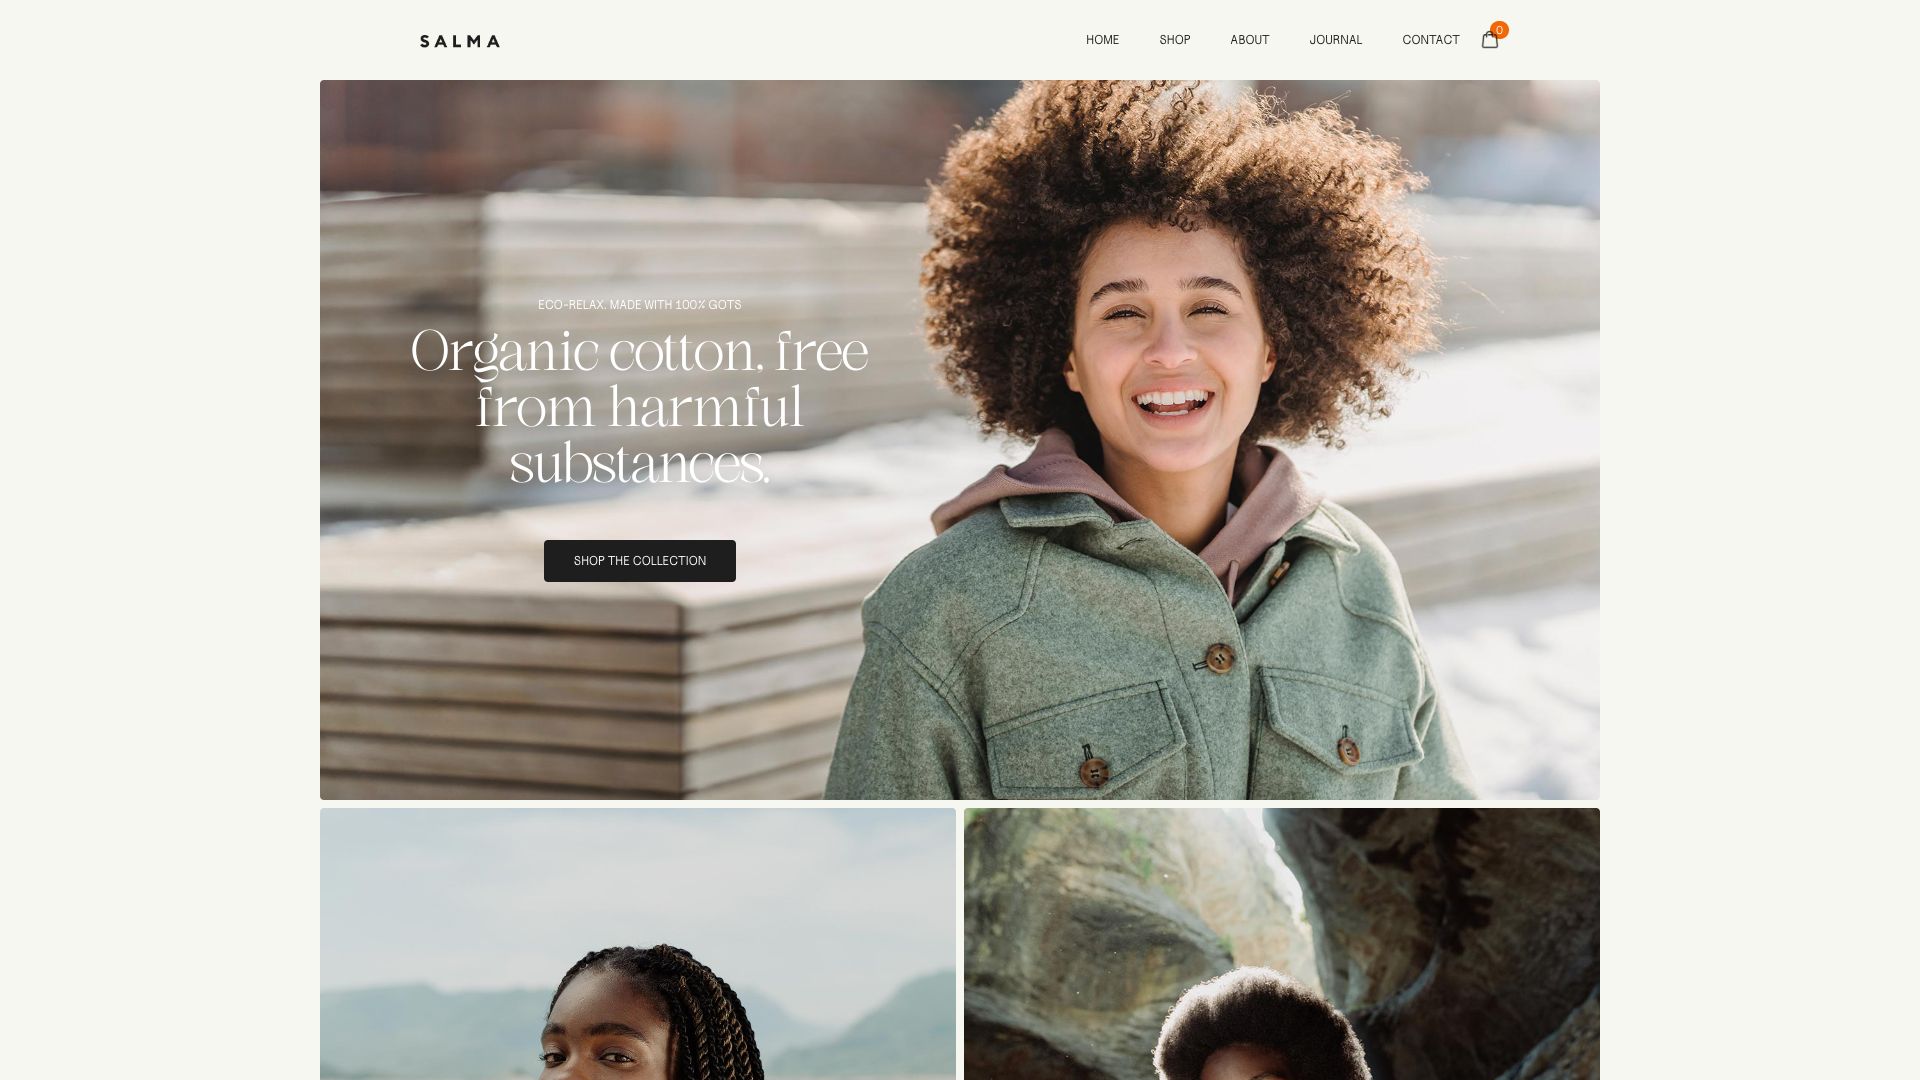 SALMA
HOME
SHOP
ABOUT
JOURNAL
CONTACT
0
ECO-RELAX. MADE WITH 100% GOTS
Organic cotton, free
from harmful
substances.
SHOP THE COLLECTION